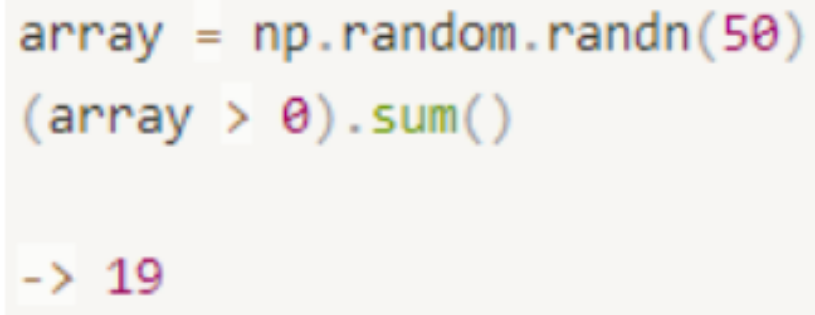 array = np.random.randn(50)
(array > 0).sum()
-> 19